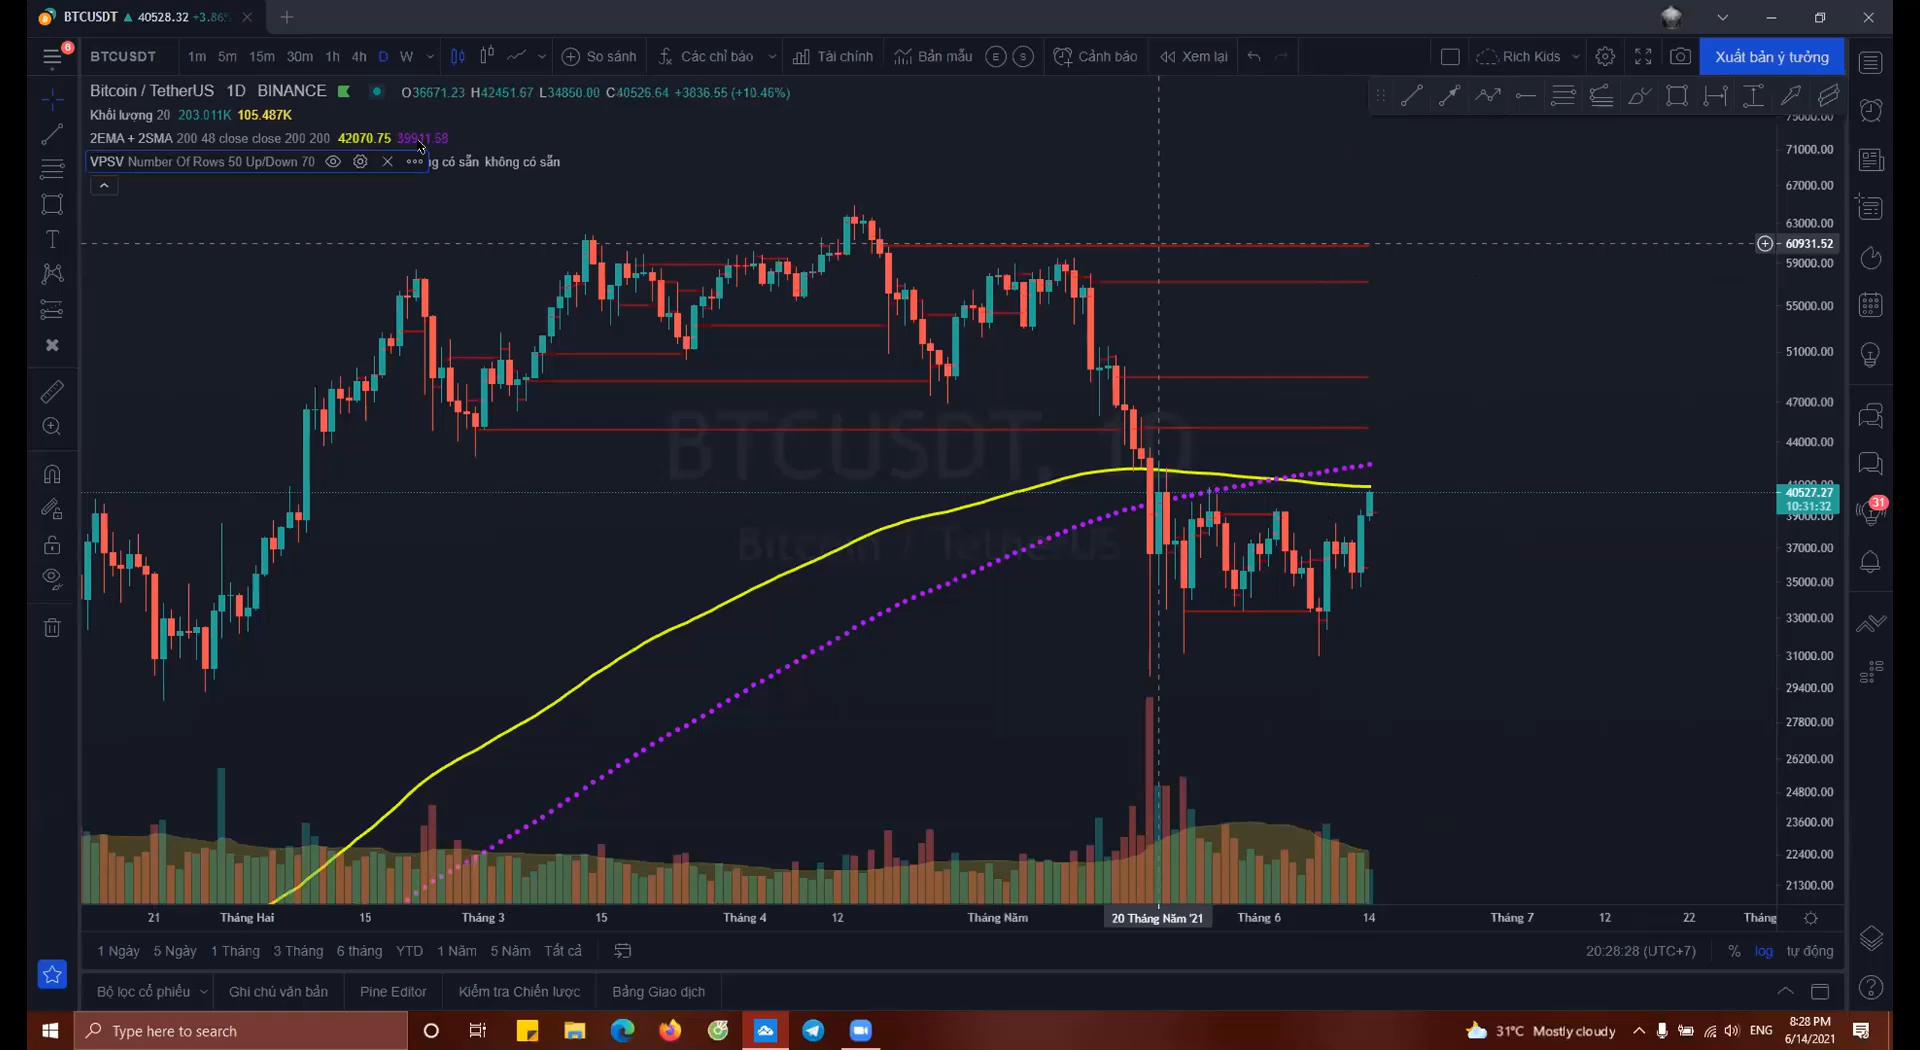 BTCUSDT ▲ 40528.32 +3.86%
6
BTCUSDT 1m 5m 15m 30m 1h 4h D W So sánh Các chỉ báo Tài chính Bản mẫu E S Cảnh báo Xem lại Rich Kids Xuất bản ý tưởng
Bitcoin / TetherUS 1D BINANCE O36671.23 H42451.67 L34850.00 C40526.64 +3836.55 (+10.46%)
Khối lượng 20 203.011K 105.487K
2EMA + 2SMA 200 48 close close 200 200 42070.75
VPSV Number Of Rows 50 Up/Down 70 có sẵn không có sẵn
75000.00
71000.00
67000.00
63000.00
60931.52
59000.00
55000.00
51000.00
47000.00
44000.00
40527.27
10:31:32
39000.00
37000.00
35000.00
33000.00
31000.00
29400.00
27800.00
26200.00
24800.00
23600.00
22400.00
21300.00
BTCUSDT, 1D
Bitcoin / TetherUS
31
21 Tháng Hai 15 Tháng 3 15 Tháng 4 12 Tháng Năm 20 Tháng Năm '21 Tháng 6 14 Tháng 7 12 22 Tháng
1 Ngày 5 Ngày 1 Tháng 3 Tháng 6 tháng YTD 1 Năm 5 Năm Tất cả 20:28:28 (UTC+7) % log tự động
Bộ lọc cổ phiếu Ghi chú văn bản Pine Editor Kiểm tra Chiến lược Bảng Giao dịch
Type here to search 31°C Mostly cloudy ENG 8:28 PM
6/14/2021